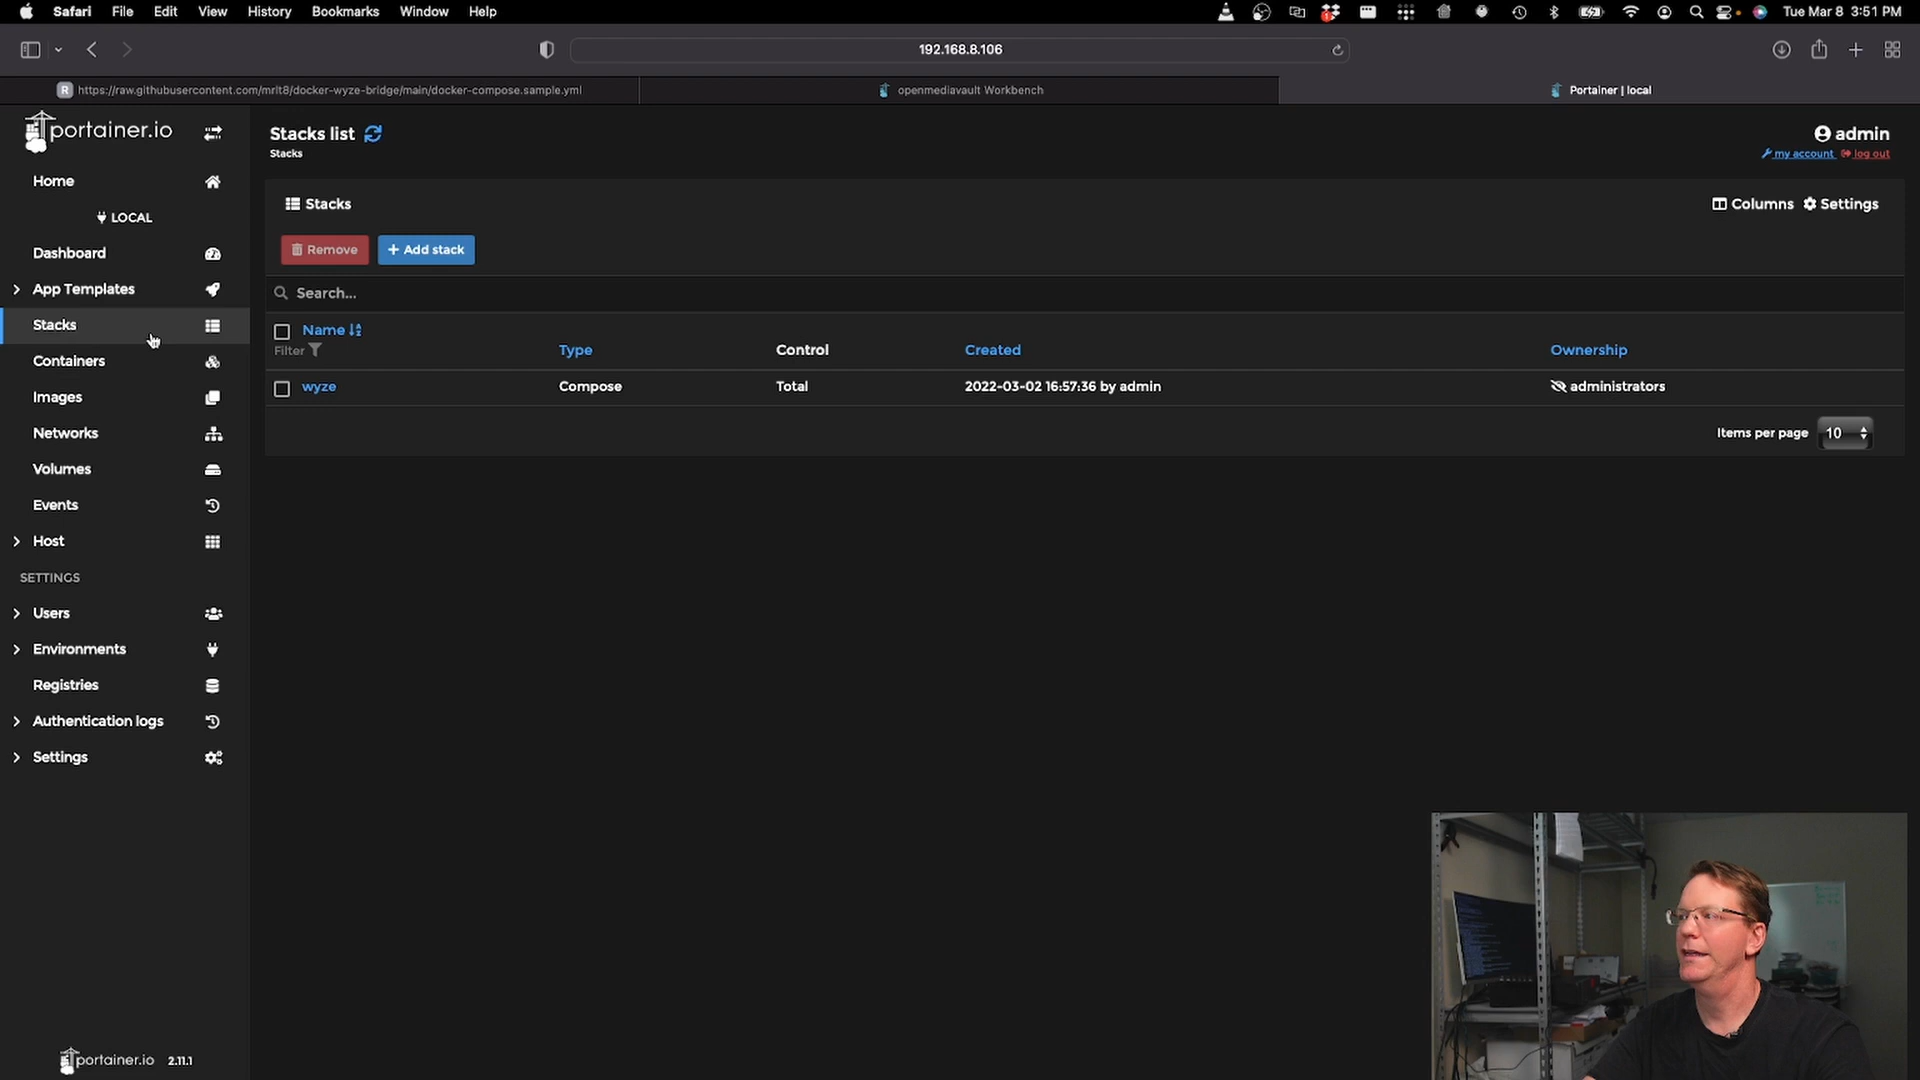 Safari File Edit View History Bookmarks Window Help Tue Mar 8 3:51 PM
192.168.8.106
R https://raw.githubusercontent.com/mrlt8/docker-wyze-bridge/main/docker-compose.sample.yml openmediavault Workbench Portainer | local
portainer.io
Home
LOCAL
Dashboard
App Templates
Stacks
Containers
Images
Networks
Volumes
Events
Host
SETTINGS
Users
Environments
Registries
Authentication logs
Settings
portainer.io 2.11.1
Stacks list
Stacks
admin
my account log out
Stacks
Columns Settings
Remove + Add stack
Search...
Name
Filter
Type Control Created Ownership
wyze Compose Total 2022-03-02 16:57:36 by admin administrators
Items per page 10